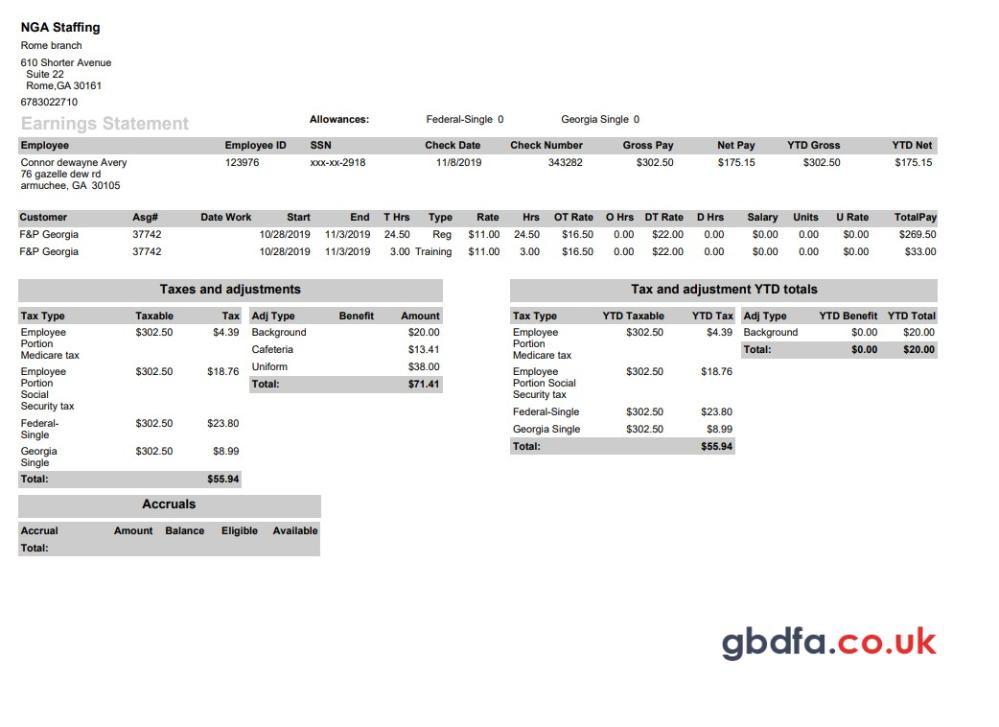 NGA Staffing
Rome branch
610 Shorter Avenue
Suite 22
Rome,GA 30161
6783022710
Earnings Statement Allowances: Federal-Single 0 Georgia Single 0
Employee Employee ID SSN Check Date Check Number Gross Pay Net Pay YTD Gross YTD Net
Connor dewayne Avery 123976 xxx-xx-2918 11/8/2019 343282 $302.50 $175.15 $302.50 $175.15
76 gazelle dew rd
armuchee, GA 30105
Customer Asg# Date Work Start End T Hrs Type Rate Hrs OT Rate O Hrs DT Rate D Hrs Salary Units U Rate TotalPay
F&P Georgia 37742 10/28/2019 11/3/2019 24.50 Reg $11.00 24.50 $16.50 0.00 $22.00 0.00 $0.00 0.00 $0.00 $269.50
F&P Georgia 37742 10/28/2019 11/3/2019 3.00 Training $11.00 3.00 $16.50 0.00 $22.00 0.00 $0.00 0.00 $0.00 $33.00
Taxes and adjustments
Tax Type Taxable Tax
Employee $302.50 $4.39
Portion
Medicare tax
Employee $302.50 $18.76
Portion
Social
Security tax
Federal- $302.50 $23.80
Single
Georgia $302.50 $8.99
Single
Total: $55.94
Adj Type Benefit Amount
Background $20.00
Cafeteria $13.41
Uniform $38.00
Total: $71.41
Tax and adjustment YTD totals
Tax Type YTD Taxable YTD Tax
Employee $302.50 $4.39
Portion
Medicare tax
Employee $302.50 $18.76
Portion Social
Security tax
Federal-Single $302.50 $23.80
Georgia Single $302.50 $8.99
Total: $55.94
Adj Type YTD Benefit YTD Total
Background $0.00 $20.00
Total: $0.00 $20.00
Accruals
Accrual Amount Balance Eligible Available
Total:
gbdfa.co.uk